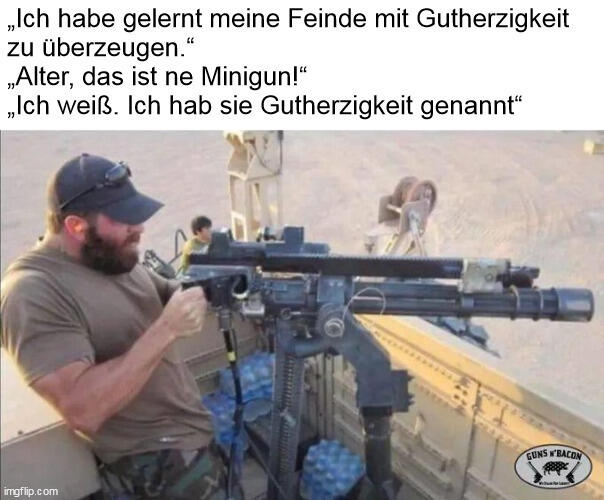 „Ich habe gelernt meine Feinde mit Gutherzigkeit
zu überzeugen.“
„Alter, das ist ne Minigun!“
„Ich weiß. Ich hab sie Gutherzigkeit genannt“
GUNS N'BACON
imgflip.com